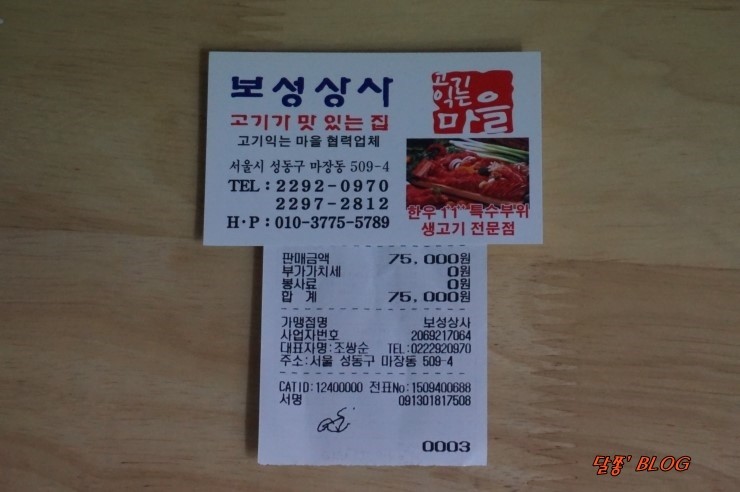 보성상사
고기가 맛 있는 집
고기익는 마을 협력업체
서울시 성동구 마장동 509-4
TEL : 2292-0970
2297-2812
H·P : 010-3775-5789
고기
익는
마을
한우 1++ 특수부위
생고기 전문점
판매금액 75,000원
부가가치세 0원
봉사료 0원
합 계 75,000원
가맹점명 보성상사
사업자번호 2069217064
대표자명:조쌍순 TEL:0222920970
주소:서울 성동구 마장동 509-4
CATID:12400000 전표No:1509400688
서명 091301817508
0003
달쫑' BLOG